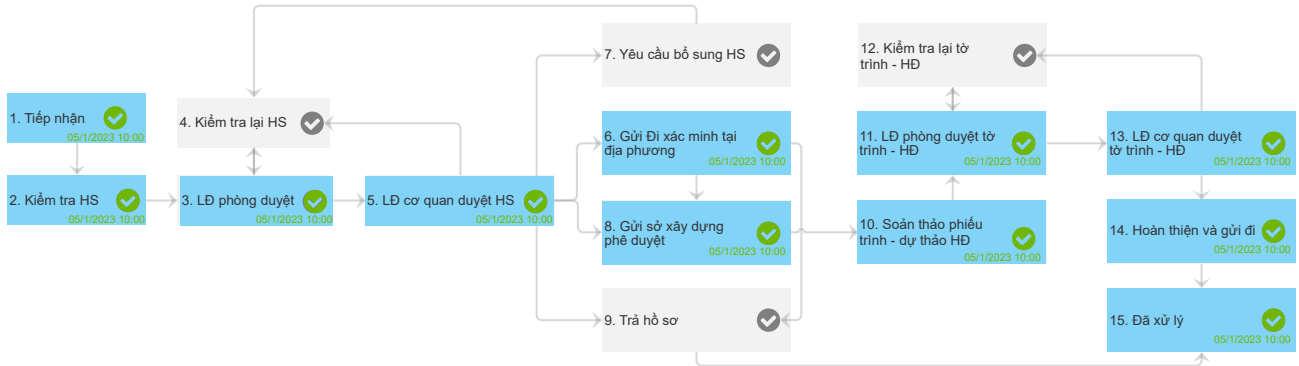 1. Tiếp nhận
05/1/2023 10:00
2. Kiểm tra HS
05/1/2023 10:00
3. LĐ phòng duyệt
05/1/2023 10:00
4. Kiểm tra lại HS
5. LĐ cơ quan duyệt HS
05/1/2023 10:00
6. Gửi Đi xác minh tại
địa phương
05/1/2023 10:00
7. Yêu cầu bổ sung HS
8. Gửi sở xây dựng
phê duyệt
05/1/2023 10:00
9. Trả hồ sơ
10. Soản thảo phiếu
trình - dự thảo HĐ
05/1/2023 10:00
11. LĐ phòng duyệt tờ
trình - HĐ
05/1/2023 10:00
12. Kiểm tra lại tờ
trình - HĐ
13. LĐ cơ quan duyệt
tờ trình - HĐ
05/1/2023 10:00
14. Hoàn thiện và gửi đi
05/1/2023 10:00
15. Đã xử lý
05/1/2023 10:00